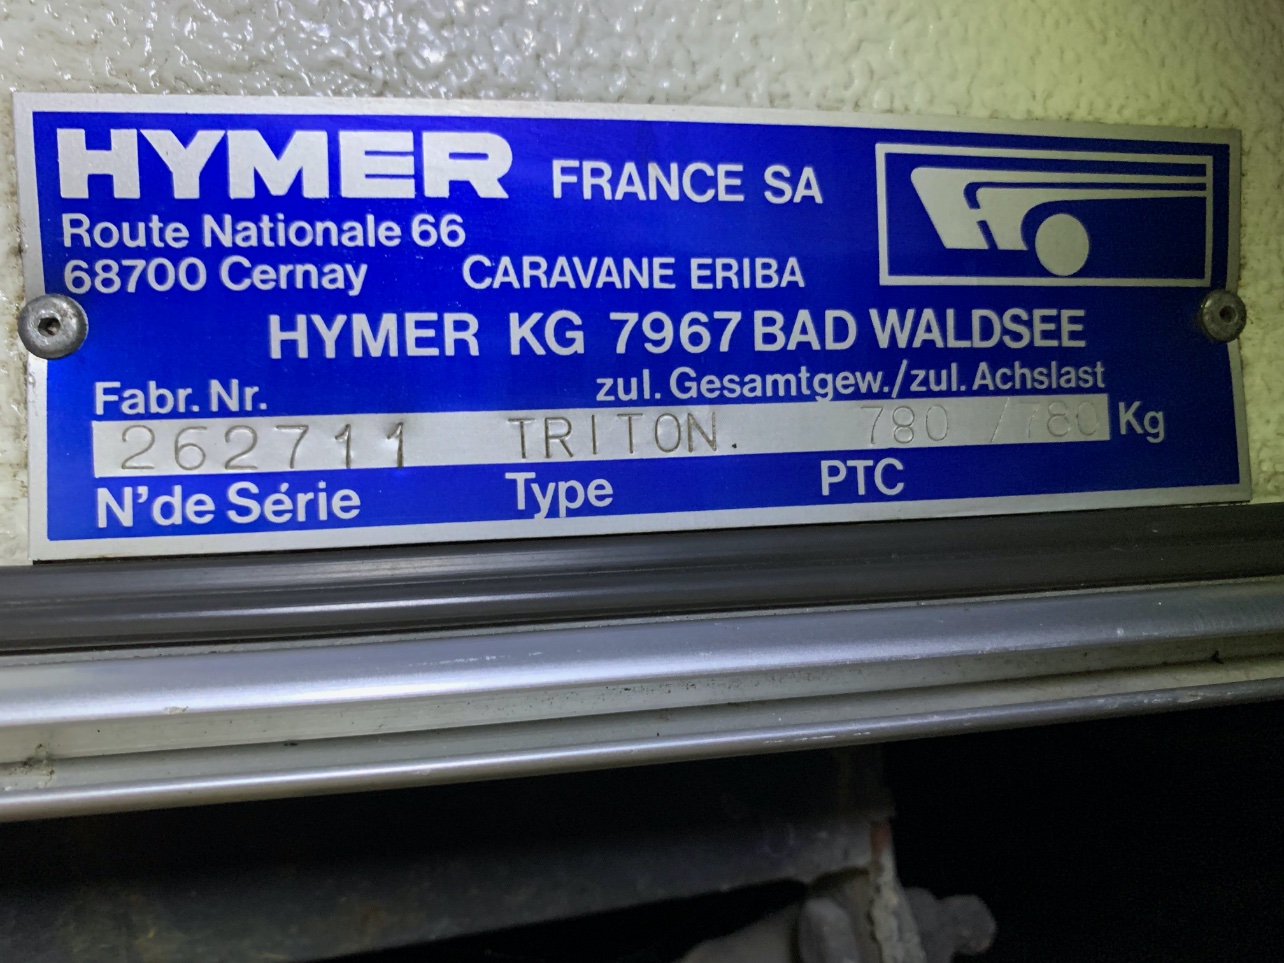 HYMER FRANCE SA
Route Nationale 66
68700 Cernay CARAVANE ERIBA
HYMER KG 7967 BAD WALDSEE
Fabr. Nr. zul. Gesamtgew./zul. Achslast
262711 TRITON. 780 /780 Kg
N'de Série Type PTC